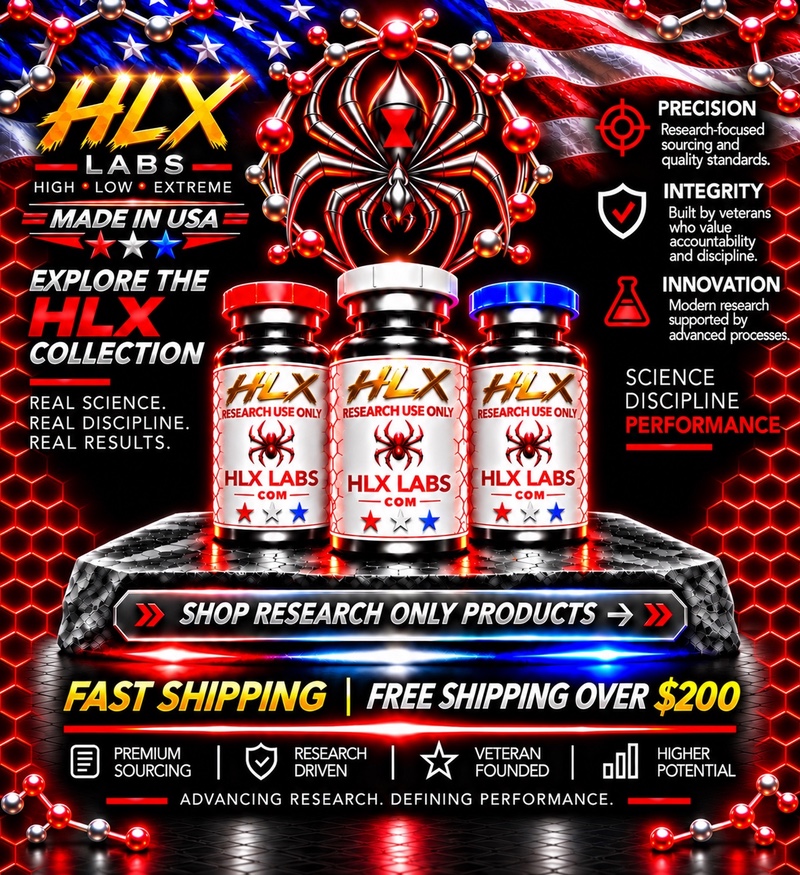 HLX
LABS
HIGH • LOW • EXTREME
MADE IN USA
EXPLORE THE
HLX
COLLECTION
REAL SCIENCE.
REAL DISCIPLINE.
REAL RESULTS.
PRECISION
Research-focused
sourcing and
quality standards.
INTEGRITY
Built by veterans
who value
accountability
and discipline.
INNOVATION
Modern research
supported by
advanced processes.
SCIENCE
DISCIPLINE
PERFORMANCE
HLX
RESEARCH USE ONLY
HLX LABS
COM
HLX
RESEARCH USE ONLY
HLX LABS
COM
HLX
RESEARCH USE ONLY
HLX LABS
COM
SHOP RESEARCH ONLY PRODUCTS →
FAST SHIPPING | FREE SHIPPING OVER $200
PREMIUM
SOURCING
RESEARCH
DRIVEN
VETERAN
FOUNDED
HIGHER
POTENTIAL
ADVANCING RESEARCH. DEFINING PERFORMANCE.